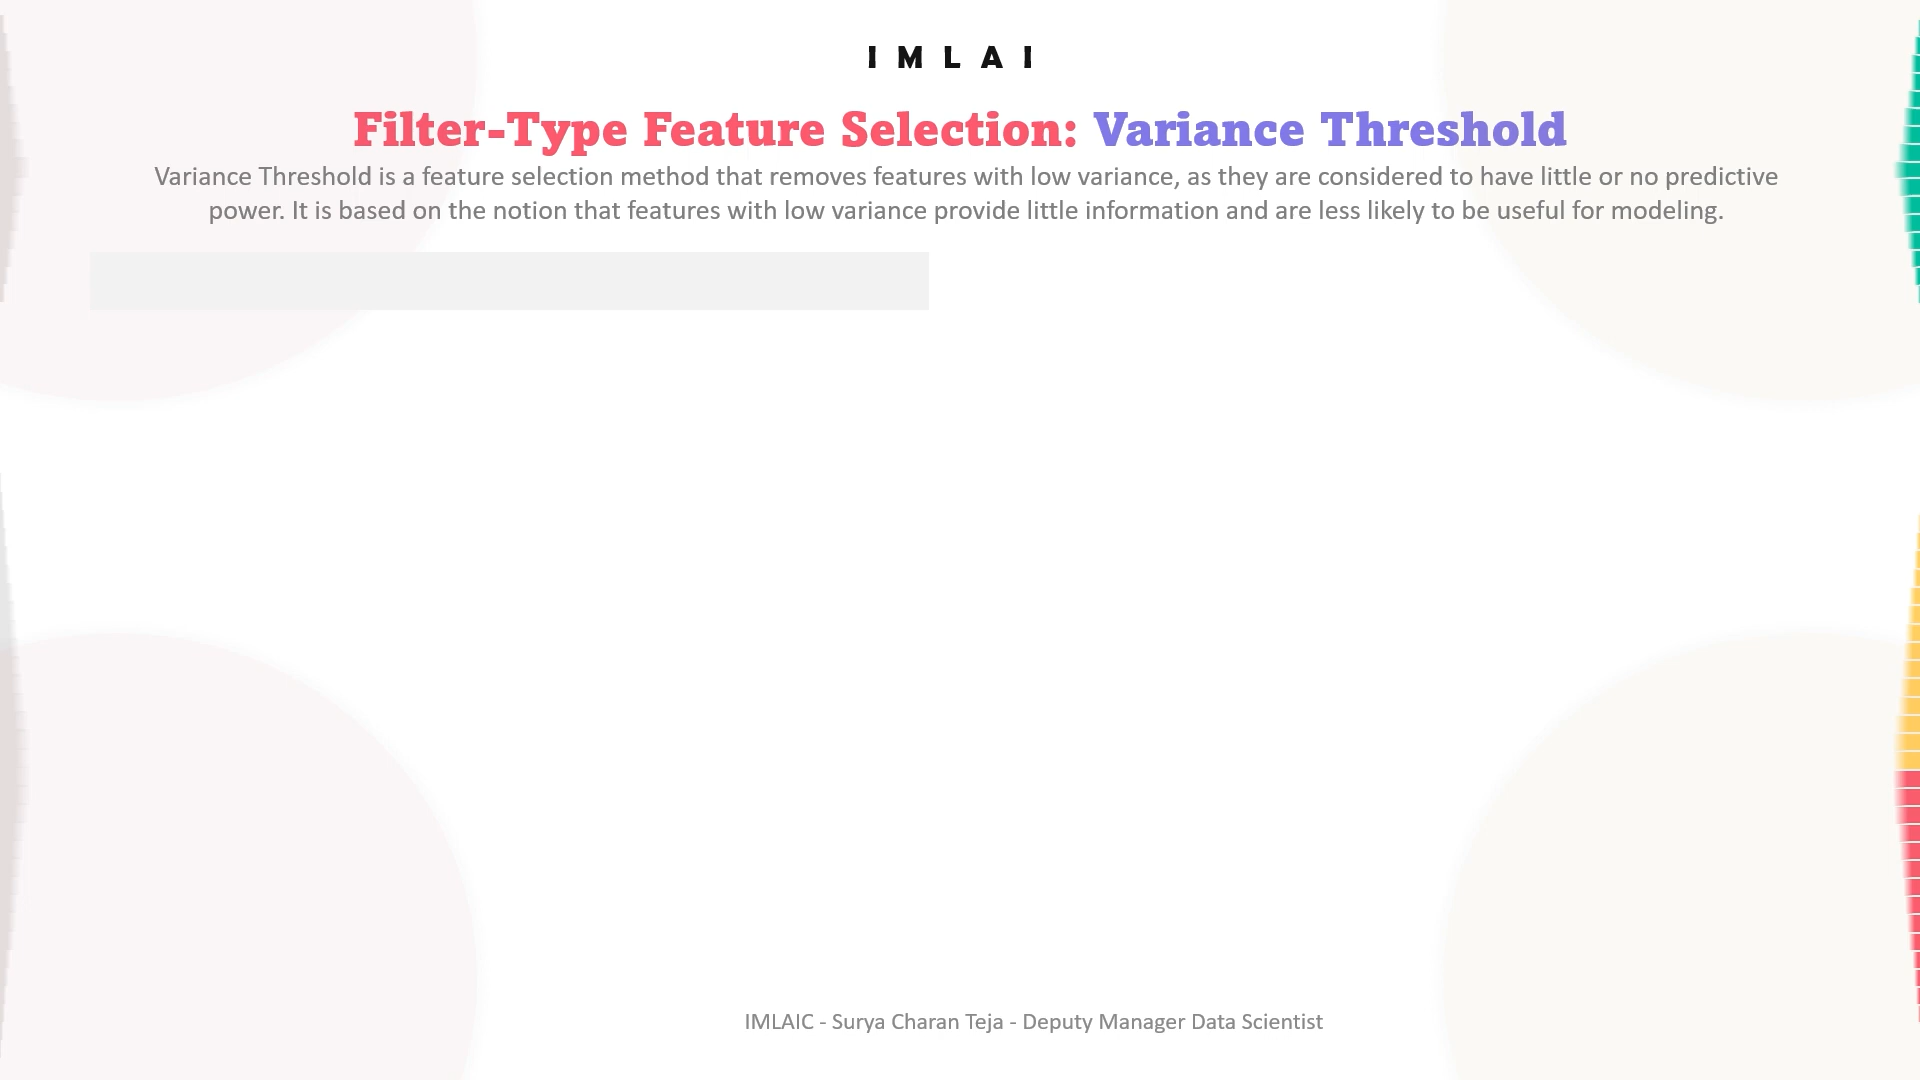 IMLAI
Filter-Type Feature Selection: Variance Threshold
Variance Threshold is a feature selection method that removes features with low variance, as they are considered to have little or no predictive
power. It is based on the notion that features with low variance provide little information and are less likely to be useful for modeling.
IMLAIC - Surya Charan Teja - Deputy Manager Data Scientist